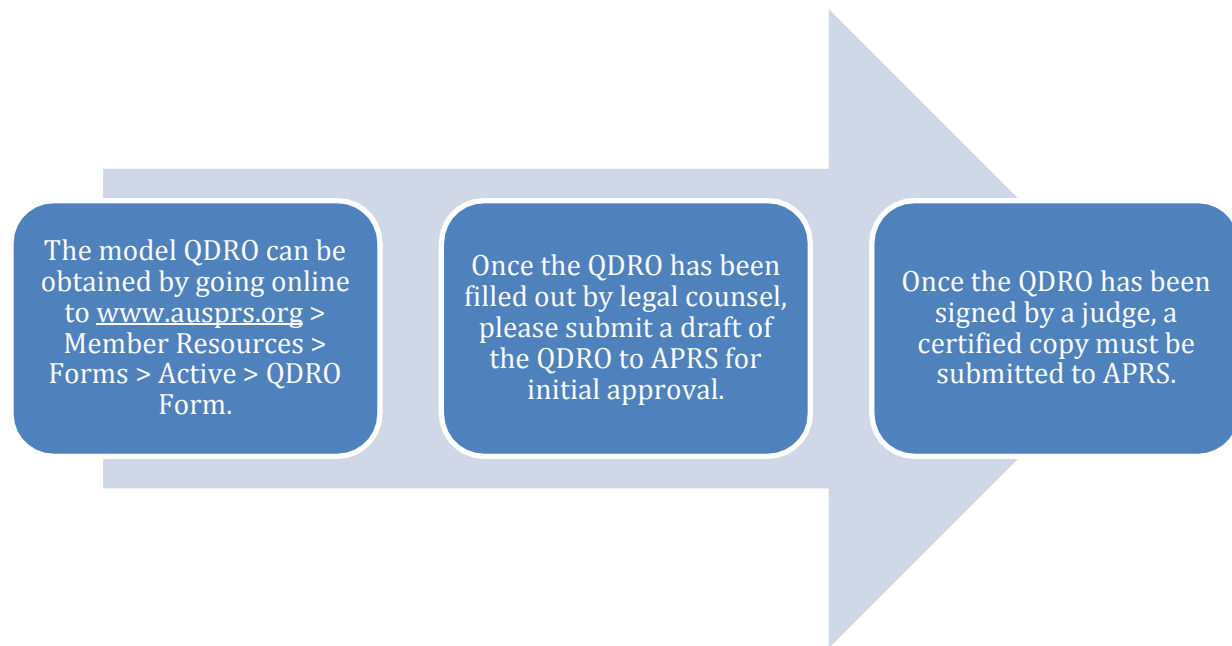 The model QDRO can be
obtained by going online
to www.ausprs.org >
Member Resources >
Forms > Active > QDRO
Form.
Once the QDRO has been
filled out by legal counsel,
please submit a draft of
the QDRO to APRS for
initial approval.
Once the QDRO has been
signed by a judge, a
certified copy must be
submitted to APRS.